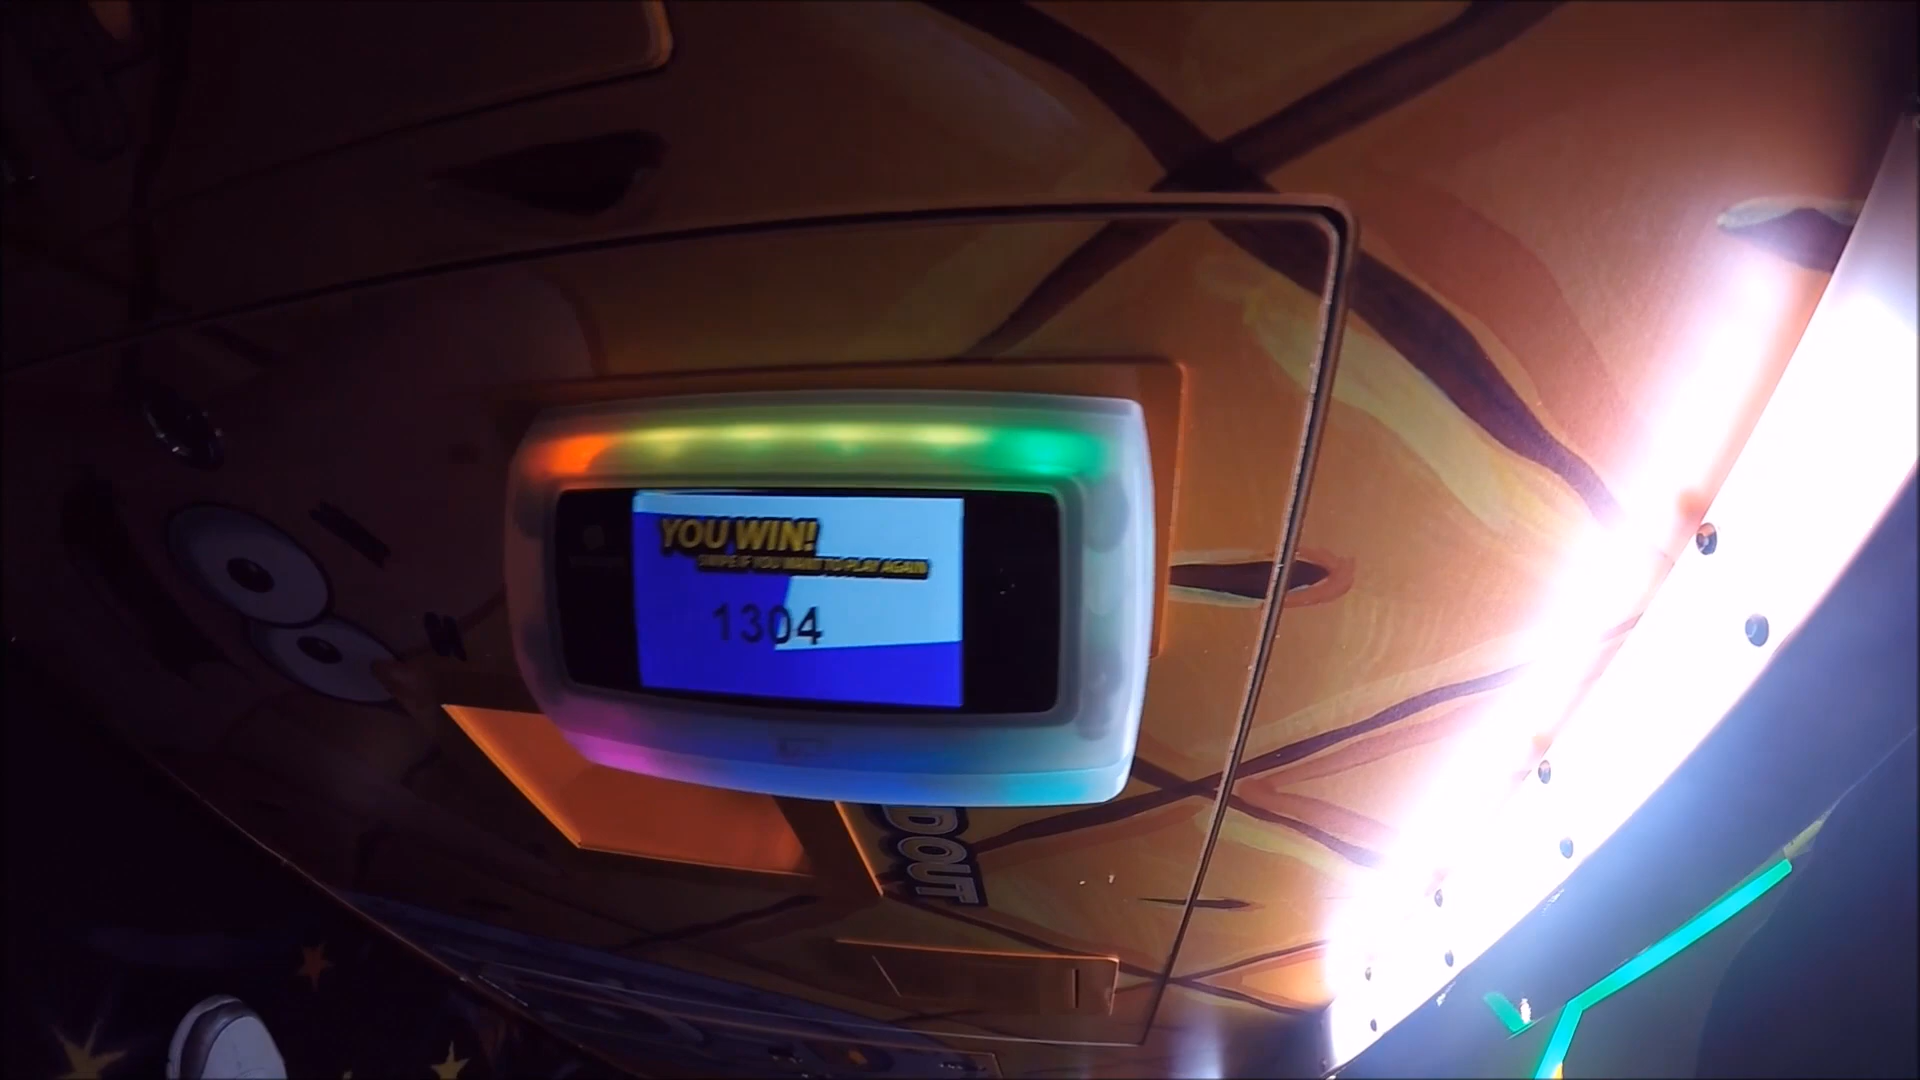 YOU WIN!
SWIPE IF YOU WANT TO PLAY AGAIN
1304
DOUT